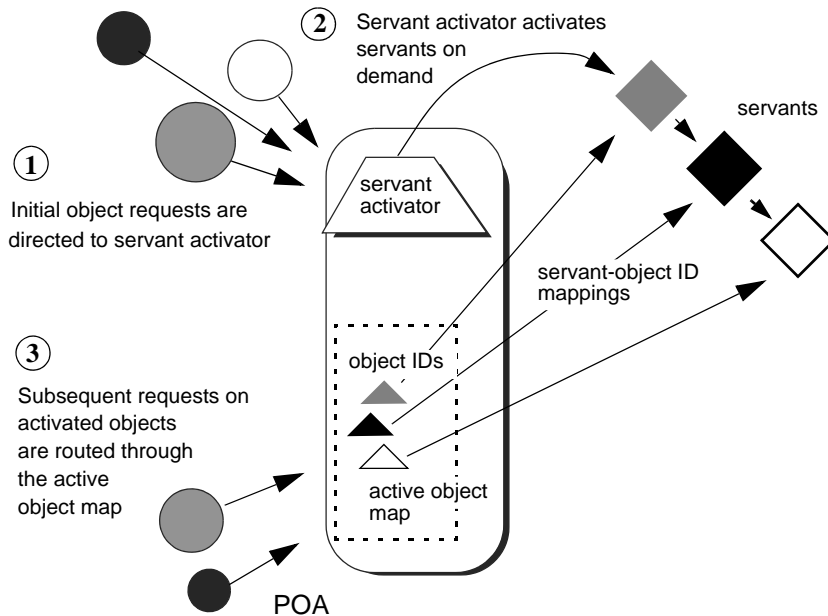 2
Servant activator activates
servants on
demand
servants
1
Initial object requests are
directed to servant activator
servant
activator
servant-object ID
mappings
3
Subsequent requests on
activated objects
are routed through
the active
object map
object IDs
active object
map
POA